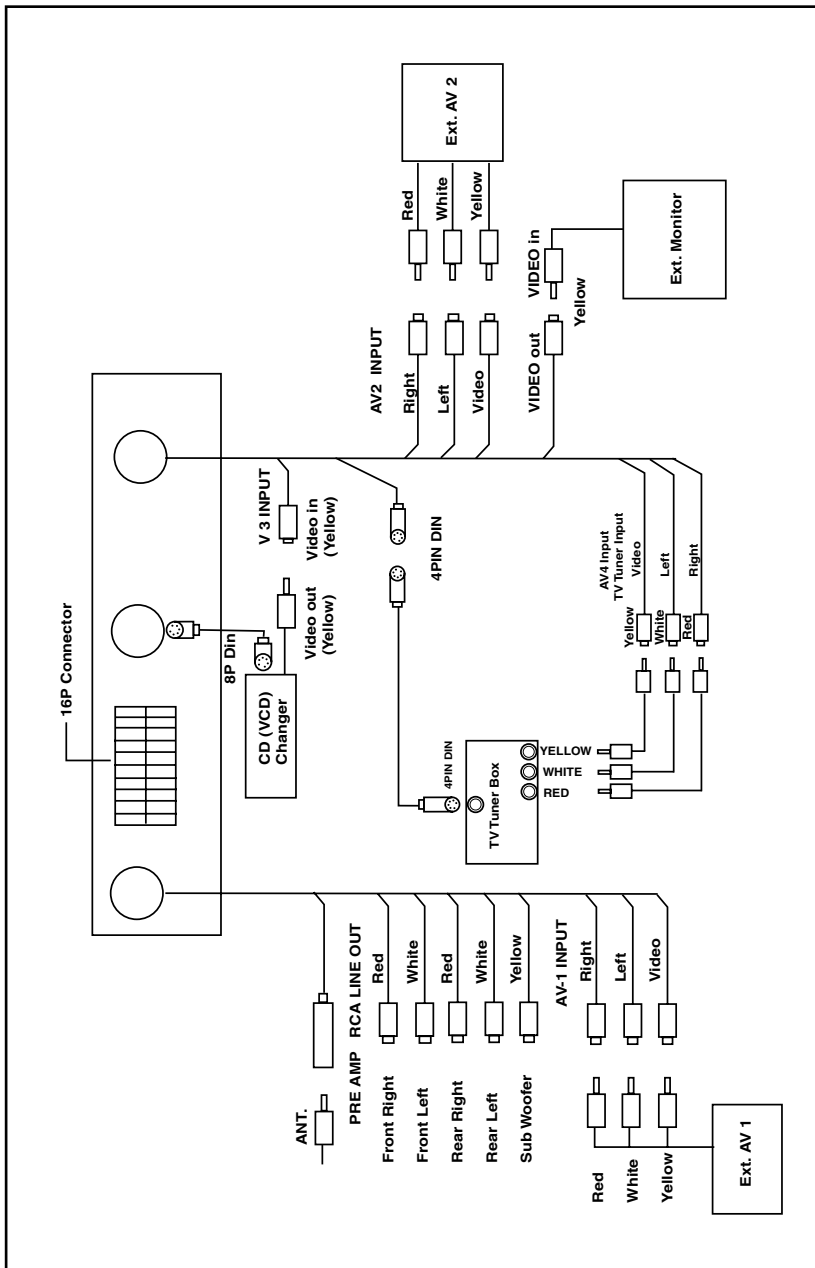 16P Connector
ANT.
PRE AMP RCA LINE OUT
Front Right
Red
Front Left
White
Rear Right
Red
Rear Left
White
Sub Woofer
Yellow
AV-1 INPUT
Right
Left
Video
Red
White
Yellow
Ext. AV 1
8P Din
CD (VCD)
Changer
V 3 INPUT
Video in
(Yellow)
Video out
(Yellow)
4PIN DIN
4PIN DIN
TV Tuner Box
YELLOW
WHITE
RED
AV4 Input
TV Tuner Input
Video
Left
Right
Yellow
White
Red
AV2 INPUT
Right
Left
Video
Red
White
Yellow
Ext. AV 2
VIDEO out
VIDEO in
Yellow
Ext. Monitor